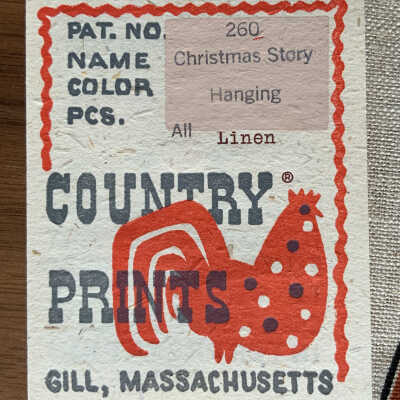 PAT. NO. 260
NAME Christmas Story
COLOR Hanging
PCS. All Linen
COUNTRY®
PRINTS
GILL, MASSACHUSETTS